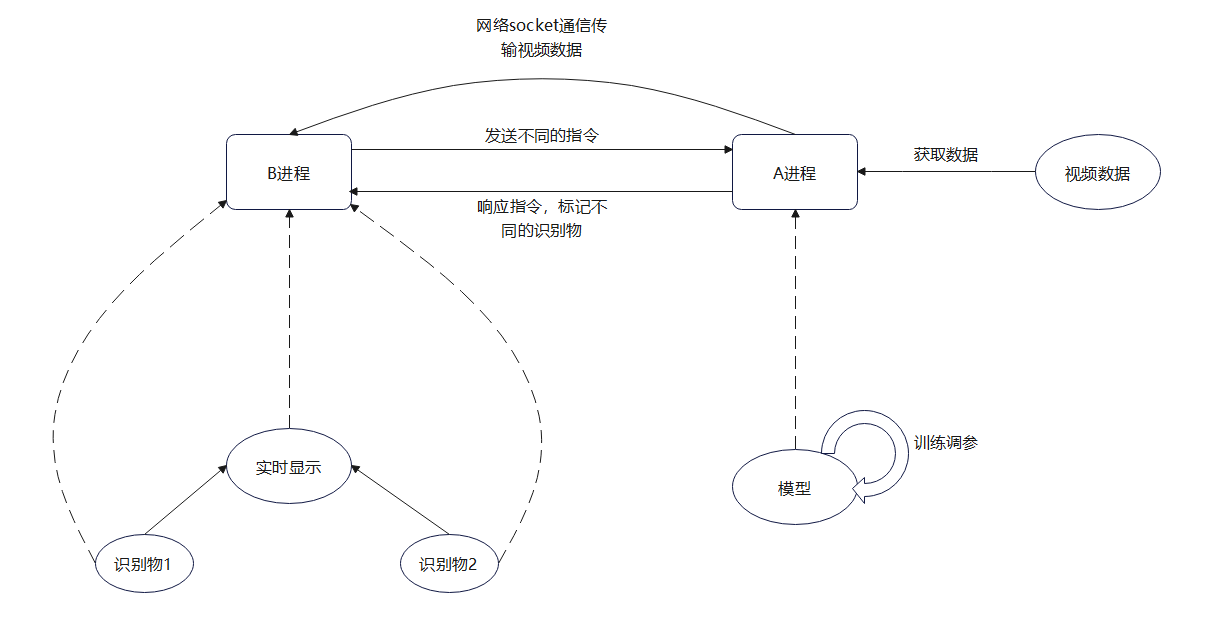 网络socket通信传
输视频数据
发送不同的指令
获取数据
B进程
A进程
视频数据
响应指令，标记不
同的识别物
训练调参
实时显示
模型
识别物1
识别物2